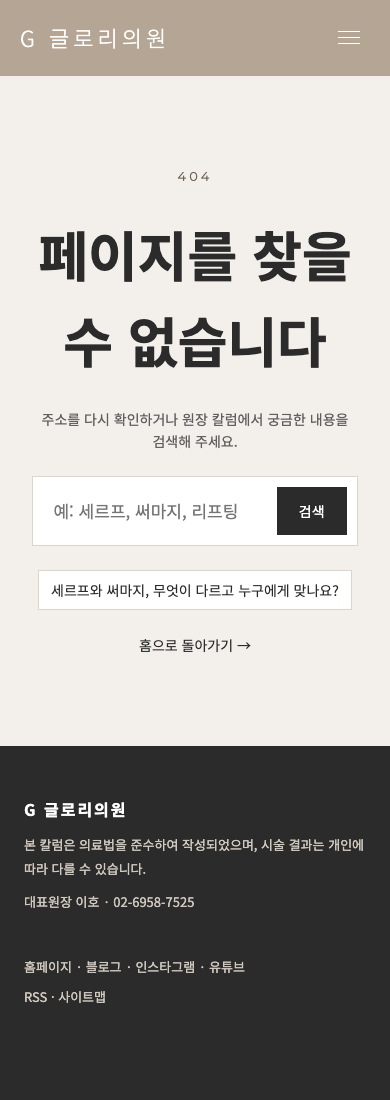 G 글로리의원
404
페이지를 찾을
수 없습니다
주소를 다시 확인하거나 원장 칼럼에서 궁금한 내용을
검색해 주세요.
예: 세르프, 써마지, 리프팅
검색
세르프와 써마지, 무엇이 다르고 누구에게 맞나요?
홈으로 돌아가기 →
G 글로리의원
본 칼럼은 의료법을 준수하여 작성되었으며, 시술 결과는 개인에
따라 다를 수 있습니다.
대표원장 이호 · 02-6958-7525
홈페이지 · 블로그 · 인스타그램 · 유튜브
RSS · 사이트맵